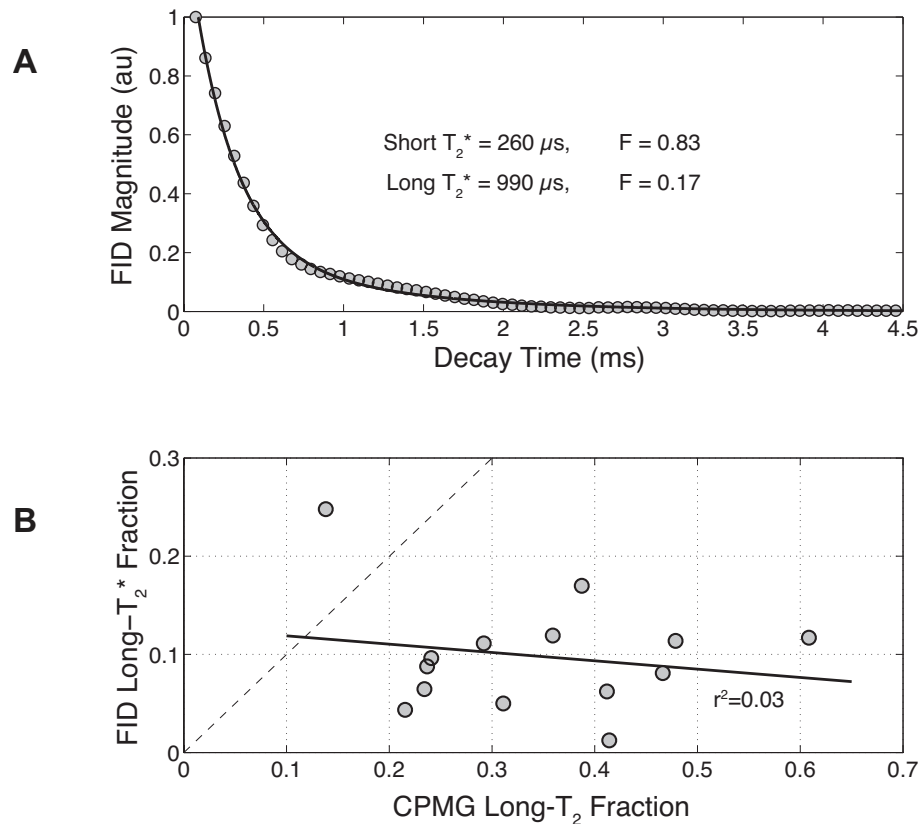 A
FID Magnitude (au)
1
0.8
0.6
0.4
0.2
0
Short T₂* = 260 µs, F = 0.83
Long T₂* = 990 µs, F = 0.17
0 0.5 1 1.5 2 2.5 3 3.5 4 4.5
Decay Time (ms)
B
FID Long–T₂* Fraction
0.3
0.2
0.1
0
r²=0.03
0 0.1 0.2 0.3 0.4 0.5 0.6 0.7
CPMG Long-T₂ Fraction